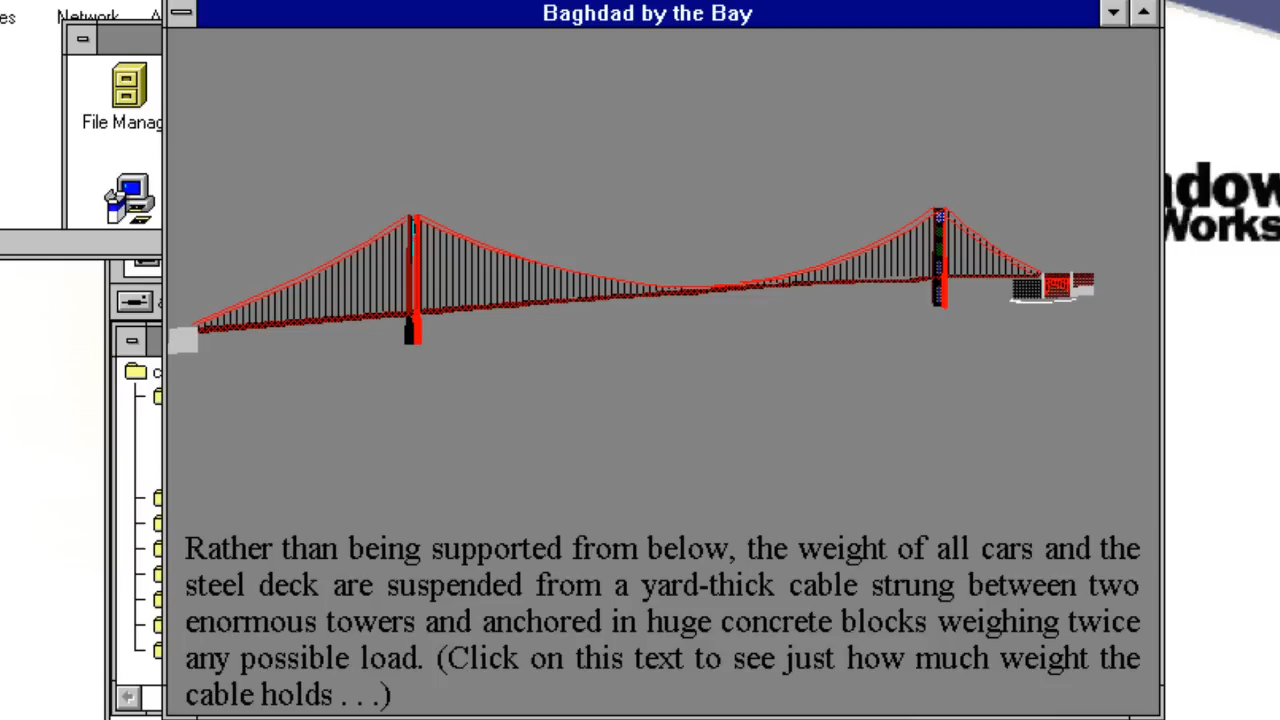 Network
Baghdad by the Bay
File Manag
ndow
Works
Rather than being supported from below, the weight of all cars and the
steel deck are suspended from a yard-thick cable strung between two
enormous towers and anchored in huge concrete blocks weighing twice
any possible load. (Click on this text to see just how much weight the
cable holds . . .)